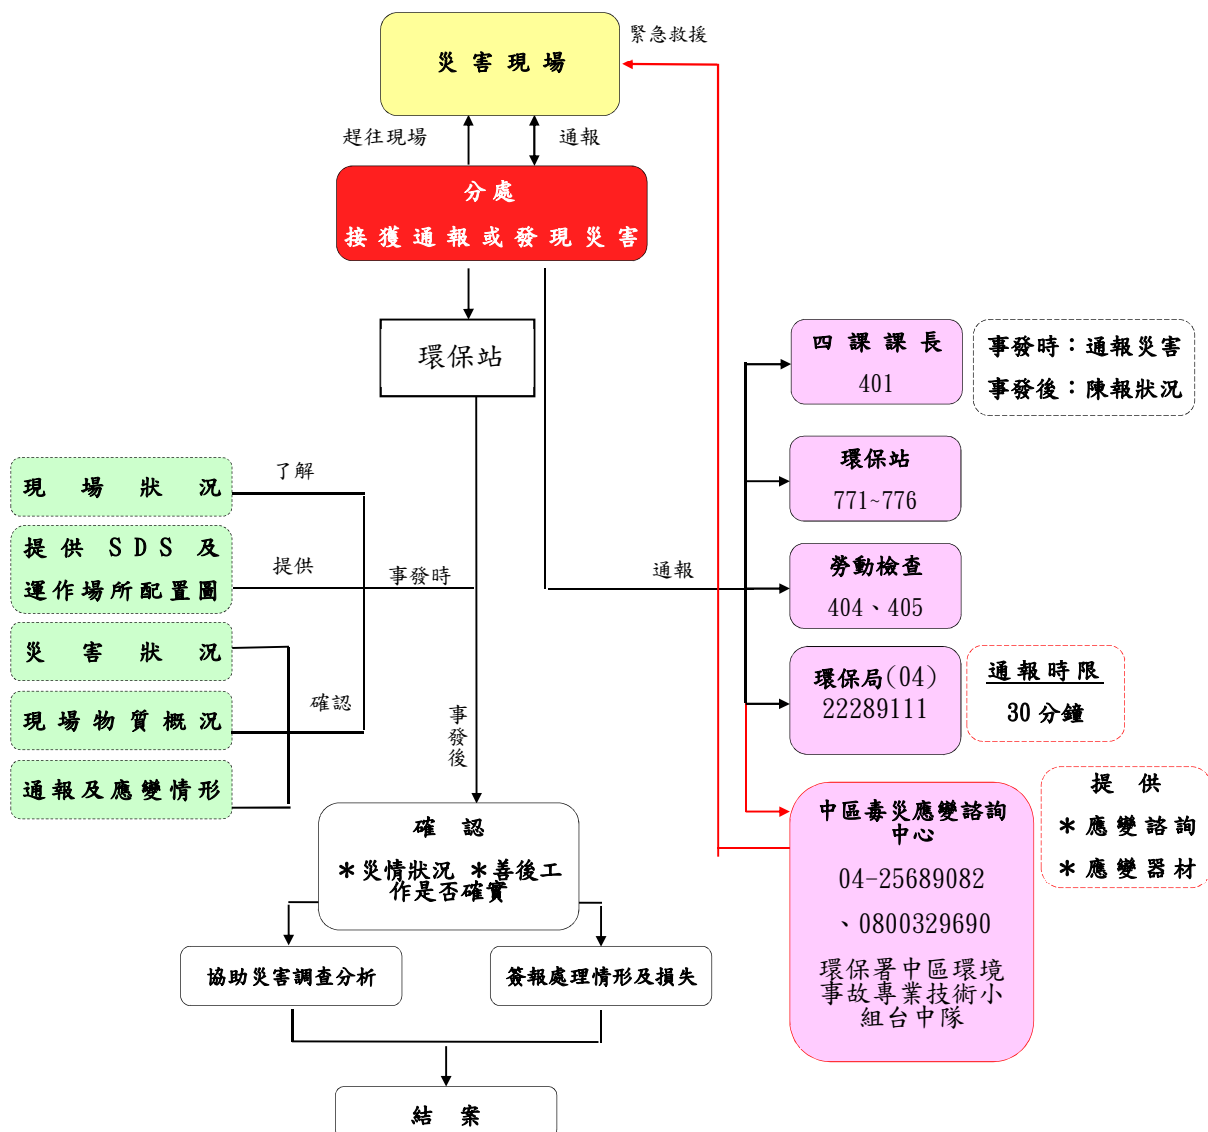 緊急救援
災害現場
趕往現場
通報
分處
接獲通報或發現災害
環保站
四課課長
401
事發時：通報災害
事發後：陳報狀況
環保站
771~776
勞動檢查
404、405
環保局(04)
22289111
通報時限
30分鐘
通報
中區毒災應變諮詢
中心
04-25689082
、0800329690
環保署中區環境
事故專業技術小
組台中隊
提供
＊應變諮詢
＊應變器材
現場狀況
了解
提供SDS及
運作場所配置圖
提供
事發時
災害狀況
現場物質概況
確認
通報及應變情形
事發後
確認
＊災情狀況 ＊善後工
作是否確實
協助災害調查分析
簽報處理情形及損失
結案